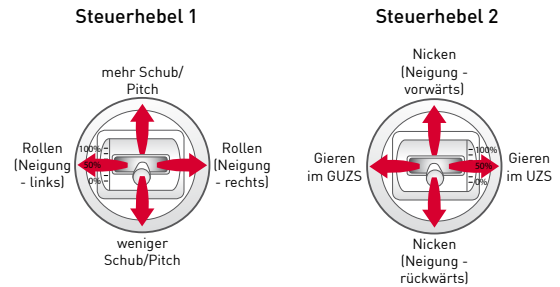 Steuerhebel 1
mehr Schub/
Pitch
Rollen
(Neigung
- links)
100%
50%
0%
Rollen
(Neigung
- rechts)
weniger
Schub/Pitch
Steuerhebel 2
Nicken
(Neigung -
vorwärts)
Gieren
im GUZS
100%
50%
0%
Gieren
im UZS
Nicken
(Neigung -
rückwärts)